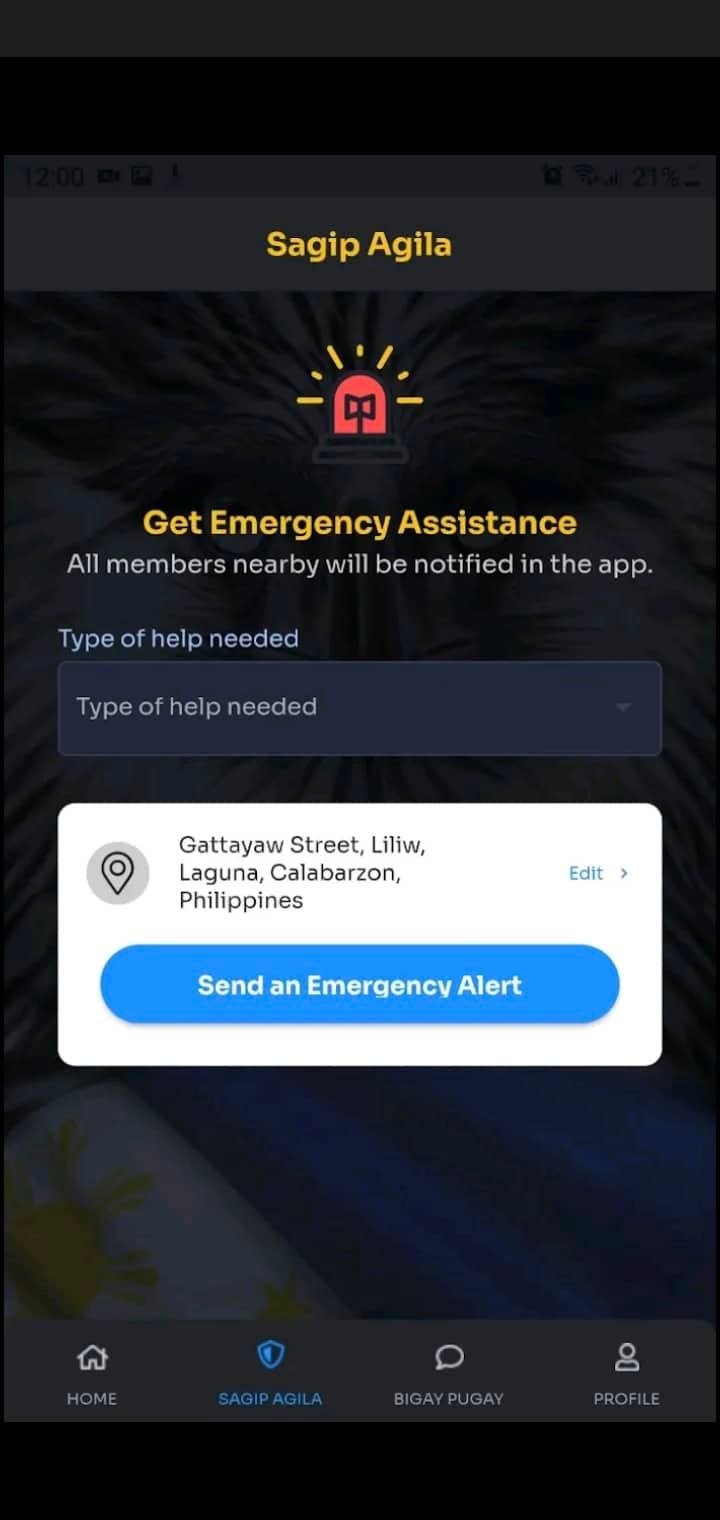 12:00 21%
Sagip Agila
Get Emergency Assistance
All members nearby will be notified in the app.
Type of help needed
Type of help needed
Gattayaw Street, Liliw,
Laguna, Calabarzon,
Philippines
Edit
Send an Emergency Alert
HOME SAGIP AGILA BIGAY PUGAY PROFILE